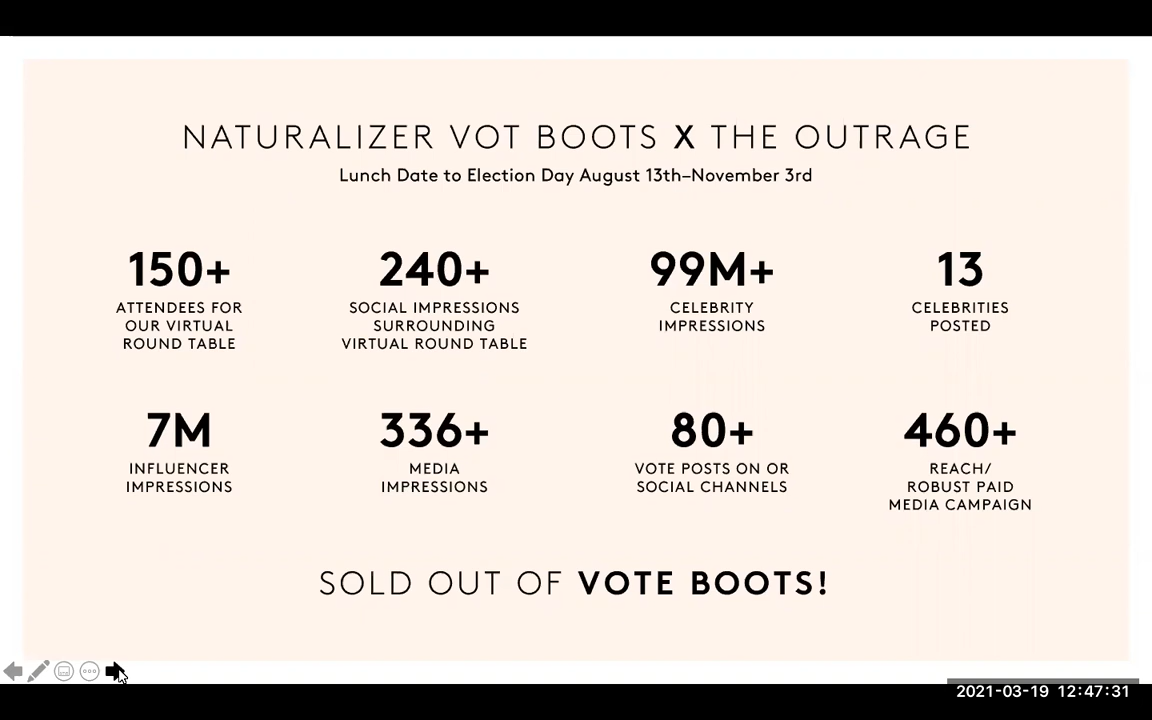 NATURALIZER VOT BOOTS X THE OUTRAGE
Lunch Date to Election Day August 13th–November 3rd
150+
ATTENDEES FOR
OUR VIRTUAL
ROUND TABLE
240+
SOCIAL IMPRESSIONS
SURROUNDING
VIRTUAL ROUND TABLE
99M+
CELEBRITY
IMPRESSIONS
13
CELEBRITIES
POSTED
7M
INFLUENCER
IMPRESSIONS
336+
MEDIA
IMPRESSIONS
80+
VOTE POSTS ON OR
SOCIAL CHANNELS
460+
REACH/
ROBUST PAID
MEDIA CAMPAIGN
SOLD OUT OF VOTE BOOTS!
2021-03-19 12:47:31